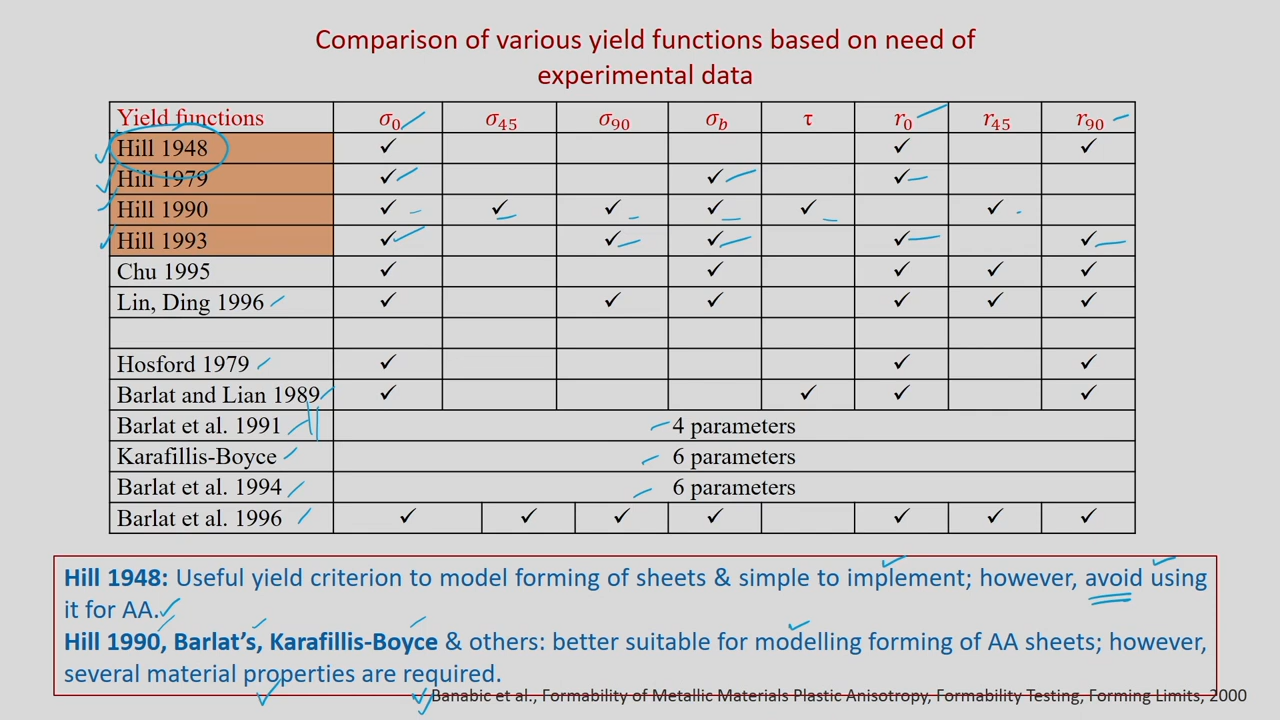 Comparison of various yield functions based on need of
experimental data
Yield functions σ₀ σ₄₅ σ₉₀ σ_b τ r₀ r₄₅ r₉₀
Hill 1948 ✓ ✓ ✓
Hill 1979 ✓ ✓ ✓
Hill 1990 ✓ ✓ ✓ ✓ ✓ ✓
Hill 1993 ✓ ✓ ✓ ✓ ✓
Chu 1995 ✓ ✓ ✓ ✓ ✓
Lin, Ding 1996 ✓ ✓ ✓ ✓ ✓ ✓
Hosford 1979 ✓ ✓ ✓
Barlat and Lian 1989 ✓ ✓ ✓ ✓
Barlat et al. 1991 4 parameters
Karafillis-Boyce 6 parameters
Barlat et al. 1994 6 parameters
Barlat et al. 1996 ✓ ✓ ✓ ✓ ✓ ✓ ✓
Hill 1948: Useful yield criterion to model forming of sheets & simple to implement; however, avoid using
it for AA.
Hill 1990, Barlat’s, Karafillis-Boyce & others: better suitable for modelling forming of AA sheets; however,
several material properties are required.
Banabic et al., Formability of Metallic Materials Plastic Anisotropy, Formability Testing, Forming Limits, 2000